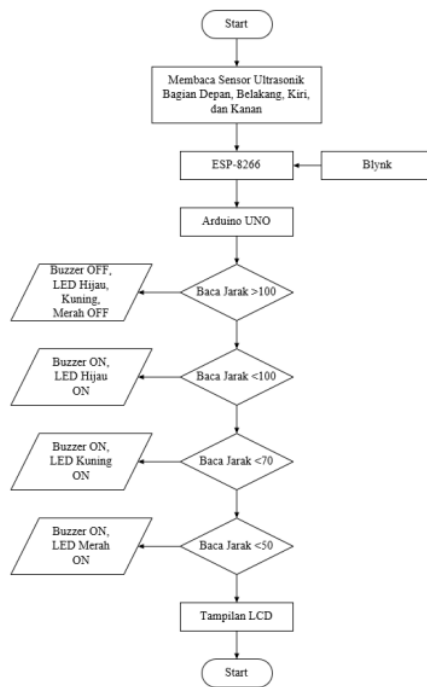 Start
Membaca Sensor Ultrasonik
Bagian Depan, Belakang, Kiri,
dan Kanan
ESP-8266
Blynk
Arduino UNO
Buzzer OFF,
LED Hijau,
Kuning,
Merah OFF
Baca Jarak >100
Buzzer ON,
LED Hijau
ON
Baca Jarak <100
Buzzer ON,
LED Kuning
ON
Baca Jarak <70
Buzzer ON,
LED Merah
ON
Baca Jarak <50
Tampilan LCD
Start